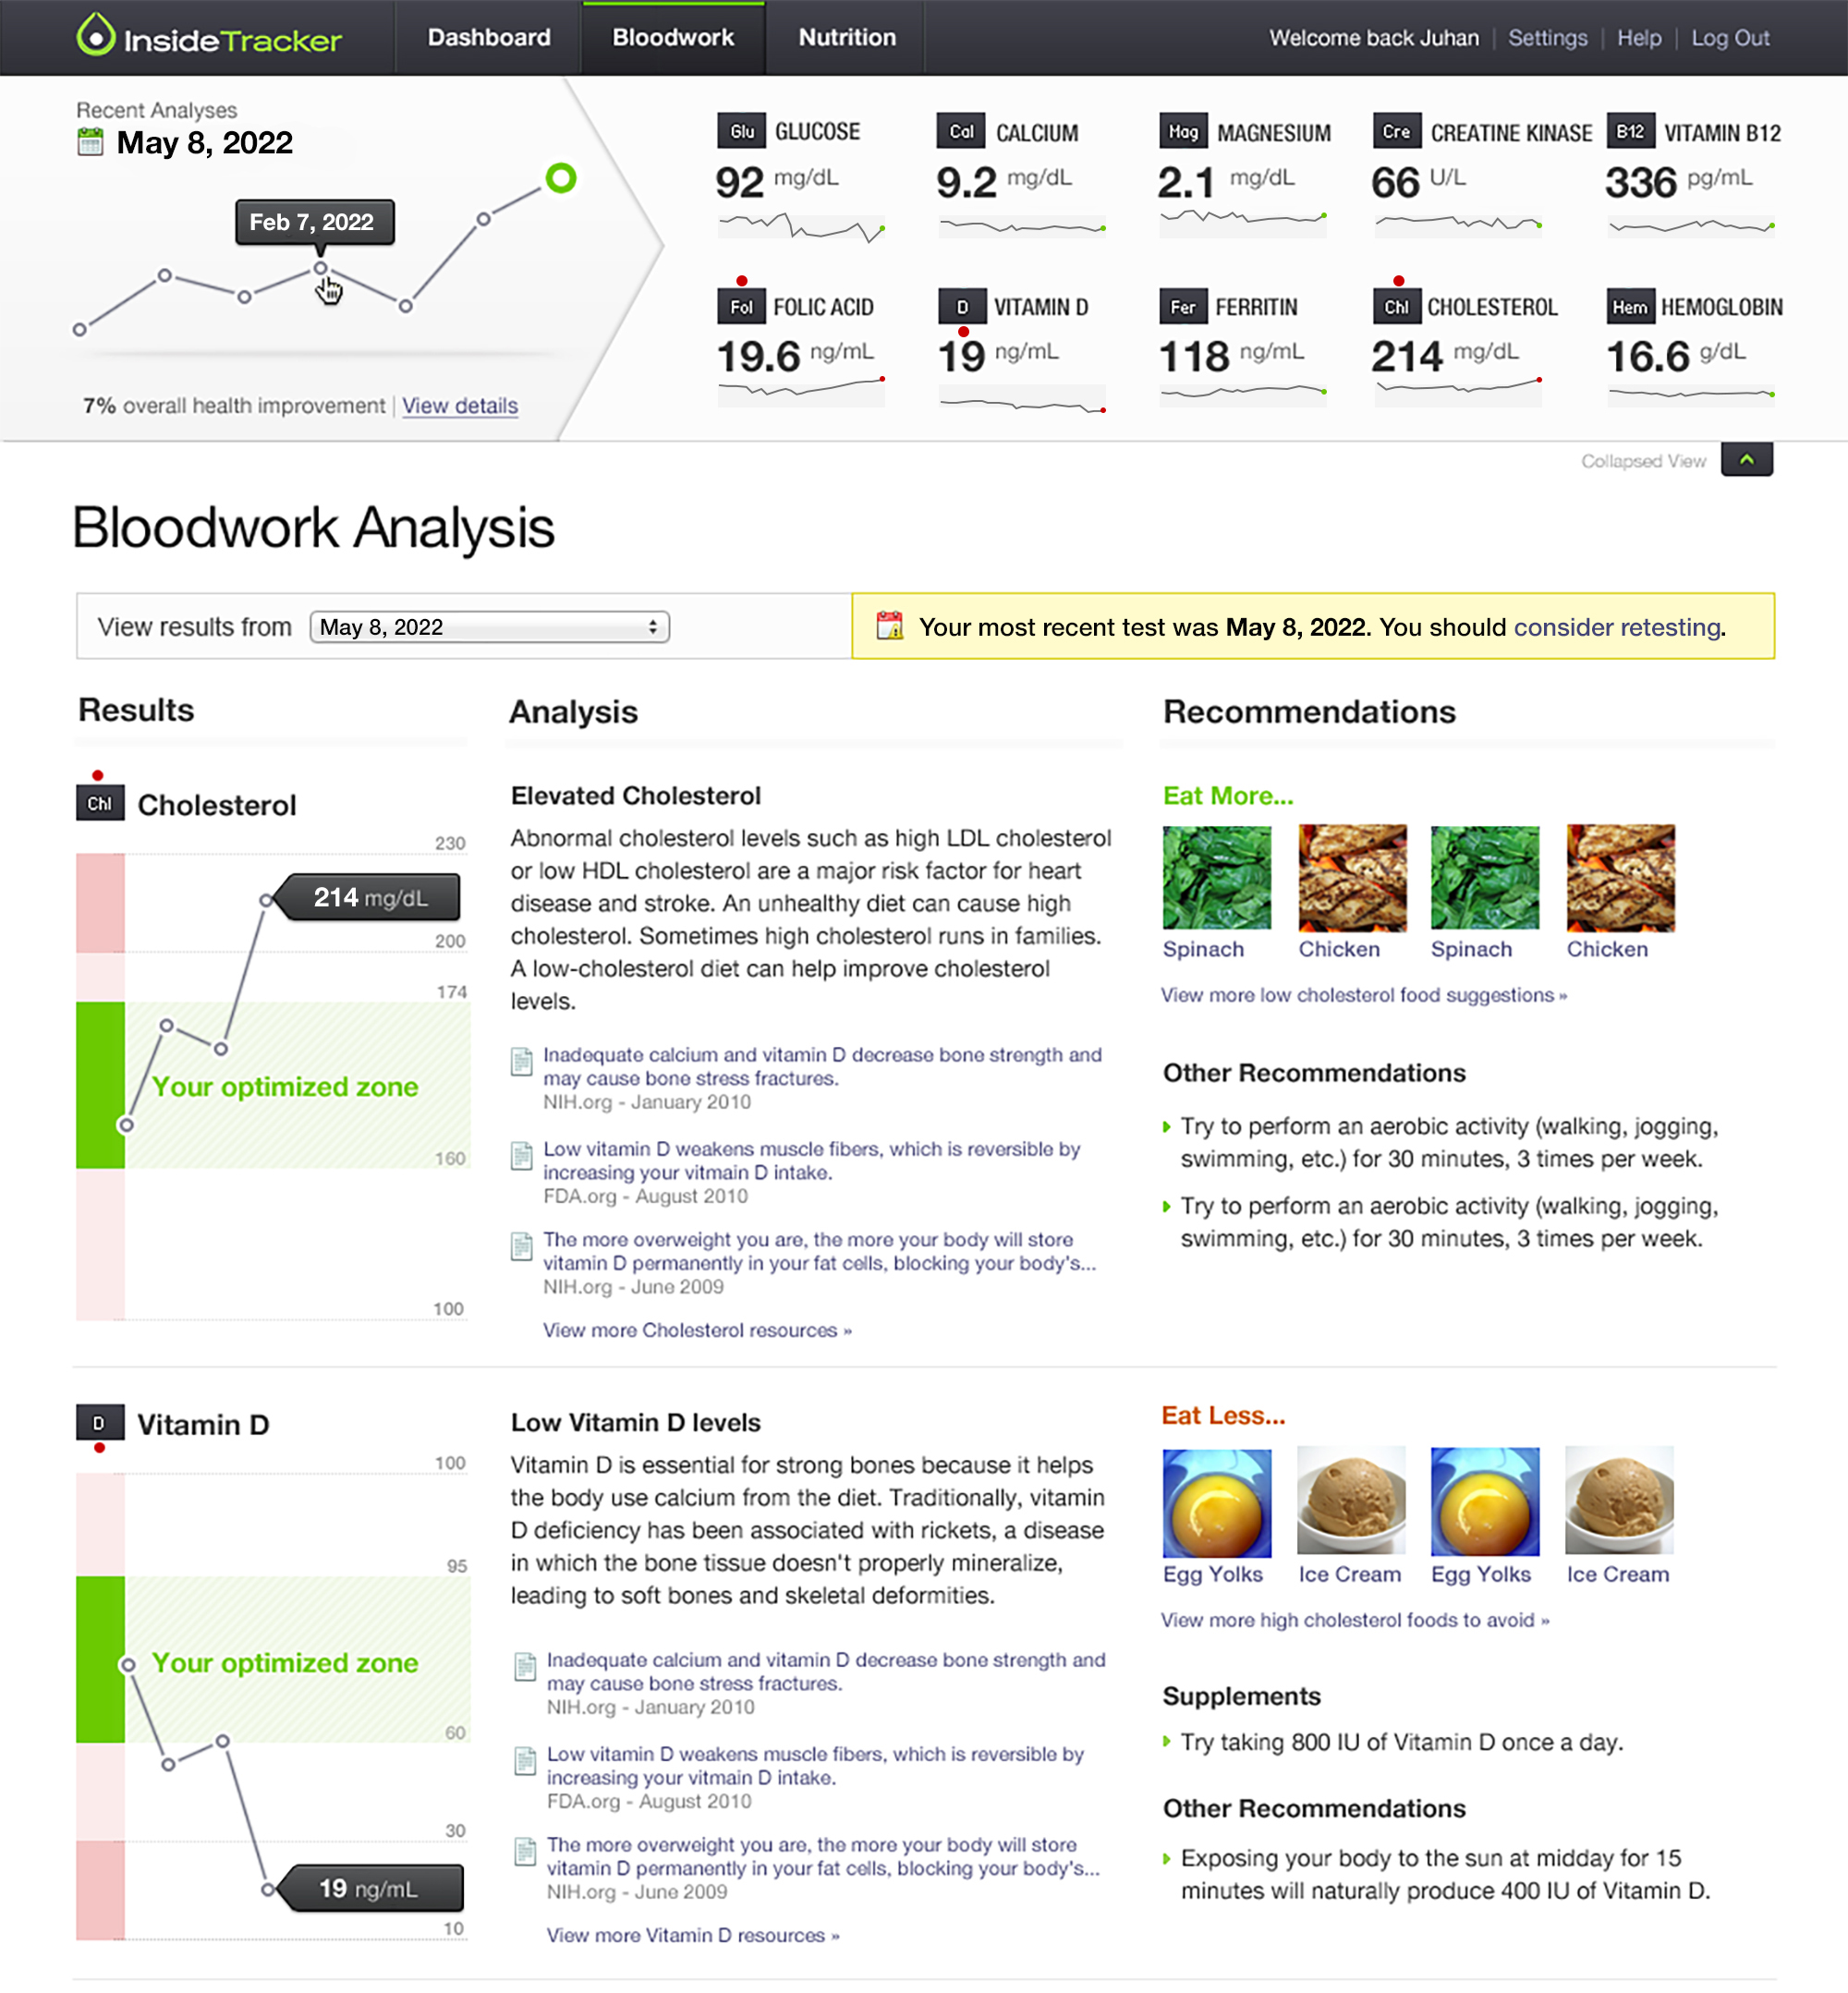 InsideTracker
Dashboard
Bloodwork
Nutrition
Welcome back Juhan | Settings | Help | Log Out
Recent Analyses
May 8, 2022
Feb 7, 2022
7% overall health improvement | View details
Glu GLUCOSE
92 mg/dL
Cal CALCIUM
9.2 mg/dL
Mag MAGNESIUM
2.1 mg/dL
Cre CREATINE KINASE
66 U/L
B12 VITAMIN B12
336 pg/mL
Fol FOLIC ACID
19.6 ng/mL
D VITAMIN D
19 ng/mL
Fer FERRITIN
118 ng/mL
Chl CHOLESTEROL
214 mg/dL
Hem HEMOGLOBIN
16.6 g/dL
Collapsed View
Bloodwork Analysis
View results from May 8, 2022
Your most recent test was May 8, 2022. You should consider retesting.
Results
Chl Cholesterol
230
214 mg/dL
200
174
Your optimized zone
160
100
Analysis
Elevated Cholesterol
Abnormal cholesterol levels such as high LDL cholesterol
or low HDL cholesterol are a major risk factor for heart
disease and stroke. An unhealthy diet can cause high
cholesterol. Sometimes high cholesterol runs in families.
A low-cholesterol diet can help improve cholesterol
levels.
Inadequate calcium and vitamin D decrease bone strength and
may cause bone stress fractures.
NIH.org - January 2010
Low vitamin D weakens muscle fibers, which is reversible by
increasing your vitmain D intake.
FDA.org - August 2010
The more overweight you are, the more your body will store
vitamin D permanently in your fat cells, blocking your body's...
NIH.org - June 2009
View more Cholesterol resources »
Recommendations
Eat More...
Spinach
Chicken
Spinach
Chicken
View more low cholesterol food suggestions »
Other Recommendations
Try to perform an aerobic activity (walking, jogging,
swimming, etc.) for 30 minutes, 3 times per week.
Try to perform an aerobic activity (walking, jogging,
swimming, etc.) for 30 minutes, 3 times per week.
D Vitamin D
100
95
Your optimized zone
60
30
19 ng/mL
10
Low Vitamin D levels
Vitamin D is essential for strong bones because it helps
the body use calcium from the diet. Traditionally, vitamin
D deficiency has been associated with rickets, a disease
in which the bone tissue doesn't properly mineralize,
leading to soft bones and skeletal deformities.
Inadequate calcium and vitamin D decrease bone strength and
may cause bone stress fractures.
NIH.org - January 2010
Low vitamin D weakens muscle fibers, which is reversible by
increasing your vitmain D intake.
FDA.org - August 2010
The more overweight you are, the more your body will store
vitamin D permanently in your fat cells, blocking your body's...
NIH.org - June 2009
View more Vitamin D resources »
Eat Less...
Egg Yolks
Ice Cream
Egg Yolks
Ice Cream
View more high cholesterol foods to avoid »
Supplements
Try taking 800 IU of Vitamin D once a day.
Other Recommendations
Exposing your body to the sun at midday for 15
minutes will naturally produce 400 IU of Vitamin D.